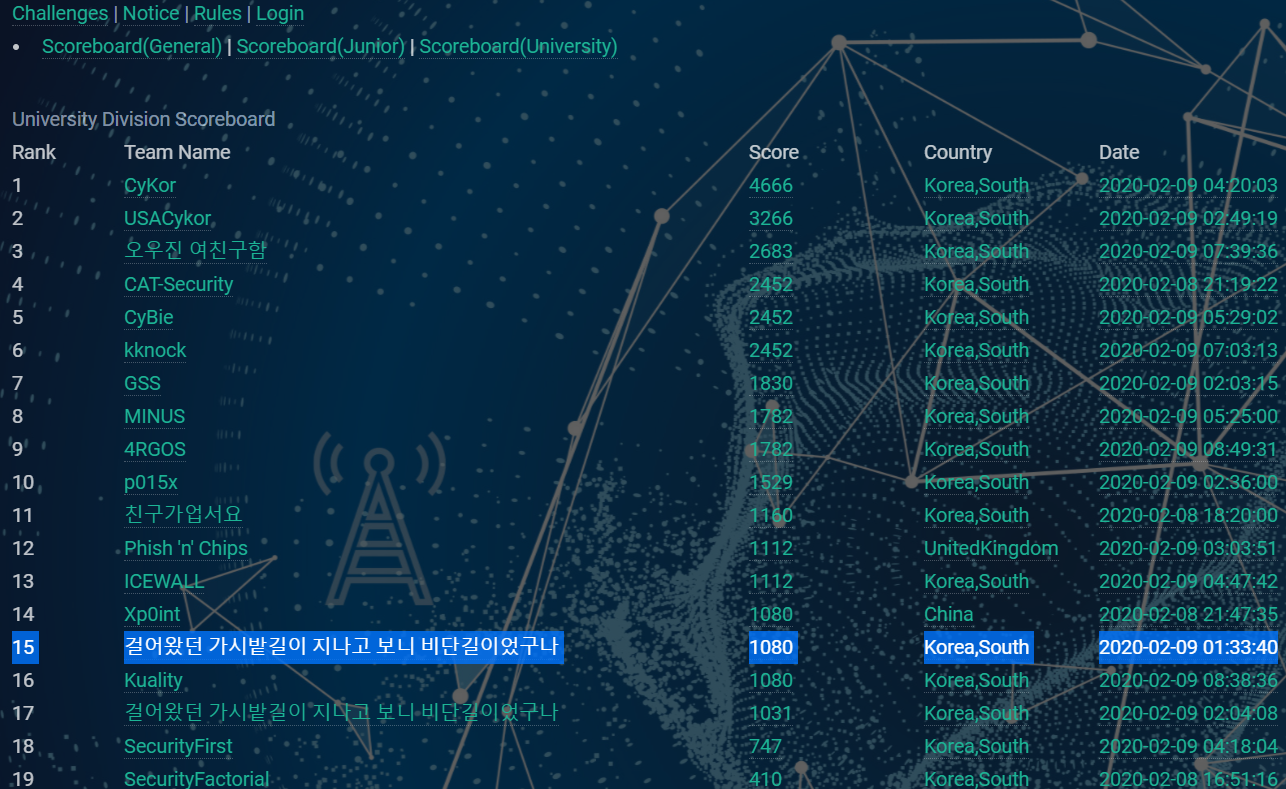 Challenges | Notice | Rules | Login
• Scoreboard(General) | Scoreboard(Junior) | Scoreboard(University)
University Division Scoreboard
Rank Team Name Score Country Date
1 CyKor 4666 Korea,South 2020-02-09 04:20:03
2 USACykor 3266 Korea,South 2020-02-09 02:49:19
3 오우진 여친구함 2683 Korea,South 2020-02-09 07:39:36
4 CAT-Security 2452 Korea,South 2020-02-08 21:19:22
5 CyBie 2452 Korea,South 2020-02-09 05:29:02
6 kknock 2452 Korea,South 2020-02-09 07:03:13
7 GSS 1830 Korea,South 2020-02-09 02:03:15
8 MINUS 1782 Korea,South 2020-02-09 05:25:00
9 4RGOS 1782 Korea,South 2020-02-09 08:49:31
10 p015x 1529 Korea,South 2020-02-09 02:36:00
11 친구가업서요 1160 Korea,South 2020-02-08 18:20:00
12 Phish 'n' Chips 1112 UnitedKingdom 2020-02-09 03:03:51
13 ICEWALL 1112 Korea,South 2020-02-09 04:47:42
14 Xp0int 1080 China 2020-02-08 21:47:35
15 걸어왔던 가시밭길이 지나고 보니 비단길이었구나 1080 Korea,South 2020-02-09 01:33:40
16 Kuality 1080 Korea,South 2020-02-09 08:38:36
17 걸어왔던 가시밭길이 지나고 보니 비단길이었구나 1031 Korea,South 2020-02-09 02:04:08
18 SecurityFirst 747 Korea,South 2020-02-09 04:18:04
19 SecurityFactorial 410 Korea,South 2020-02-08 16:51:16